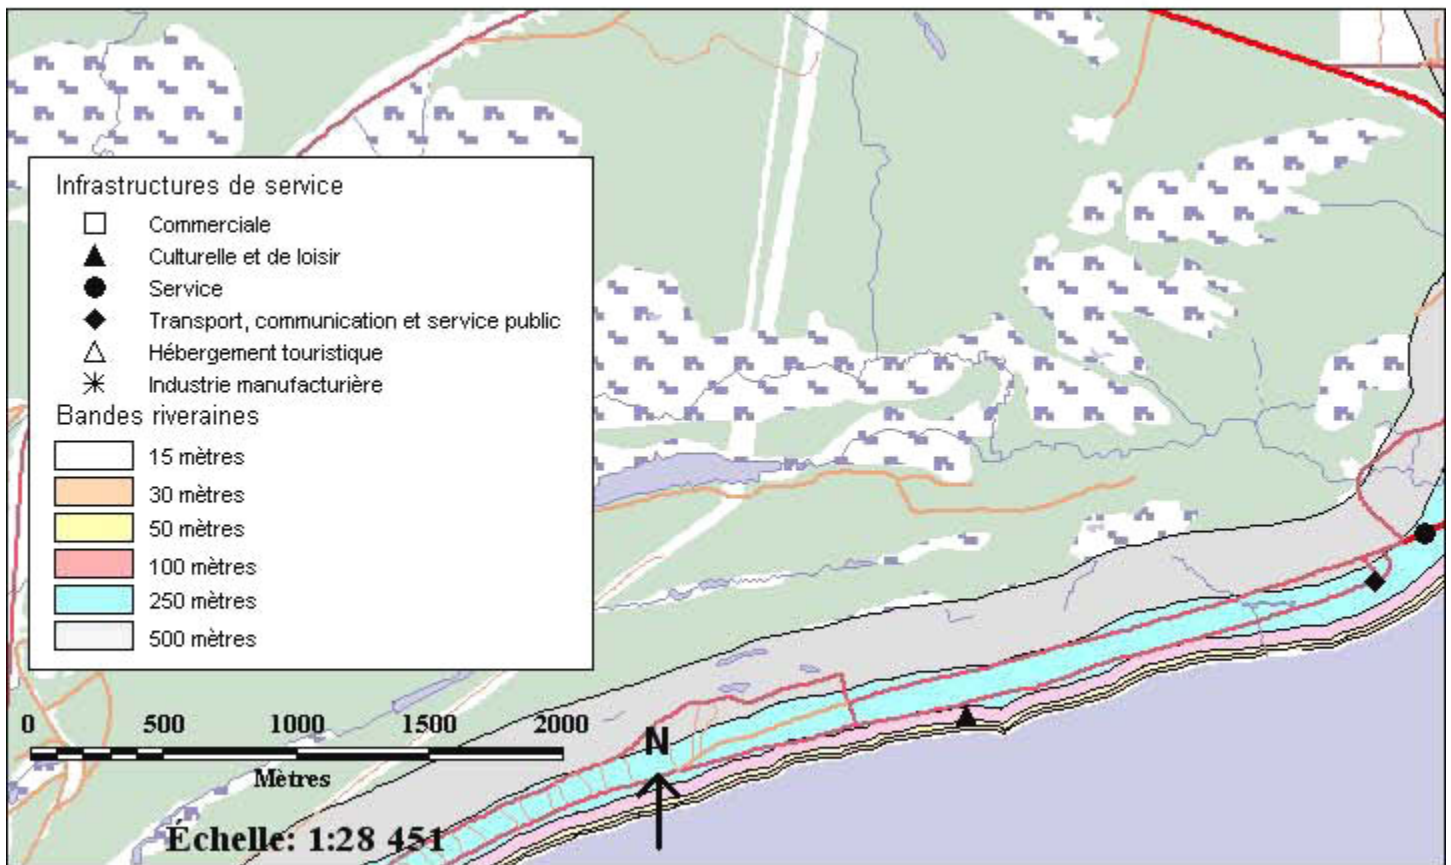 Infrastructures de service
Commerciale
Culturelle et de loisir
Service
Transport, communication et service public
Hébergement touristique
Industrie manufacturière
Bandes riveraines
15 mètres
30 mètres
50 mètres
100 mètres
250 mètres
500 mètres
0 500 1000 1500 2000
Mètres
N
Échelle: 1:28 451